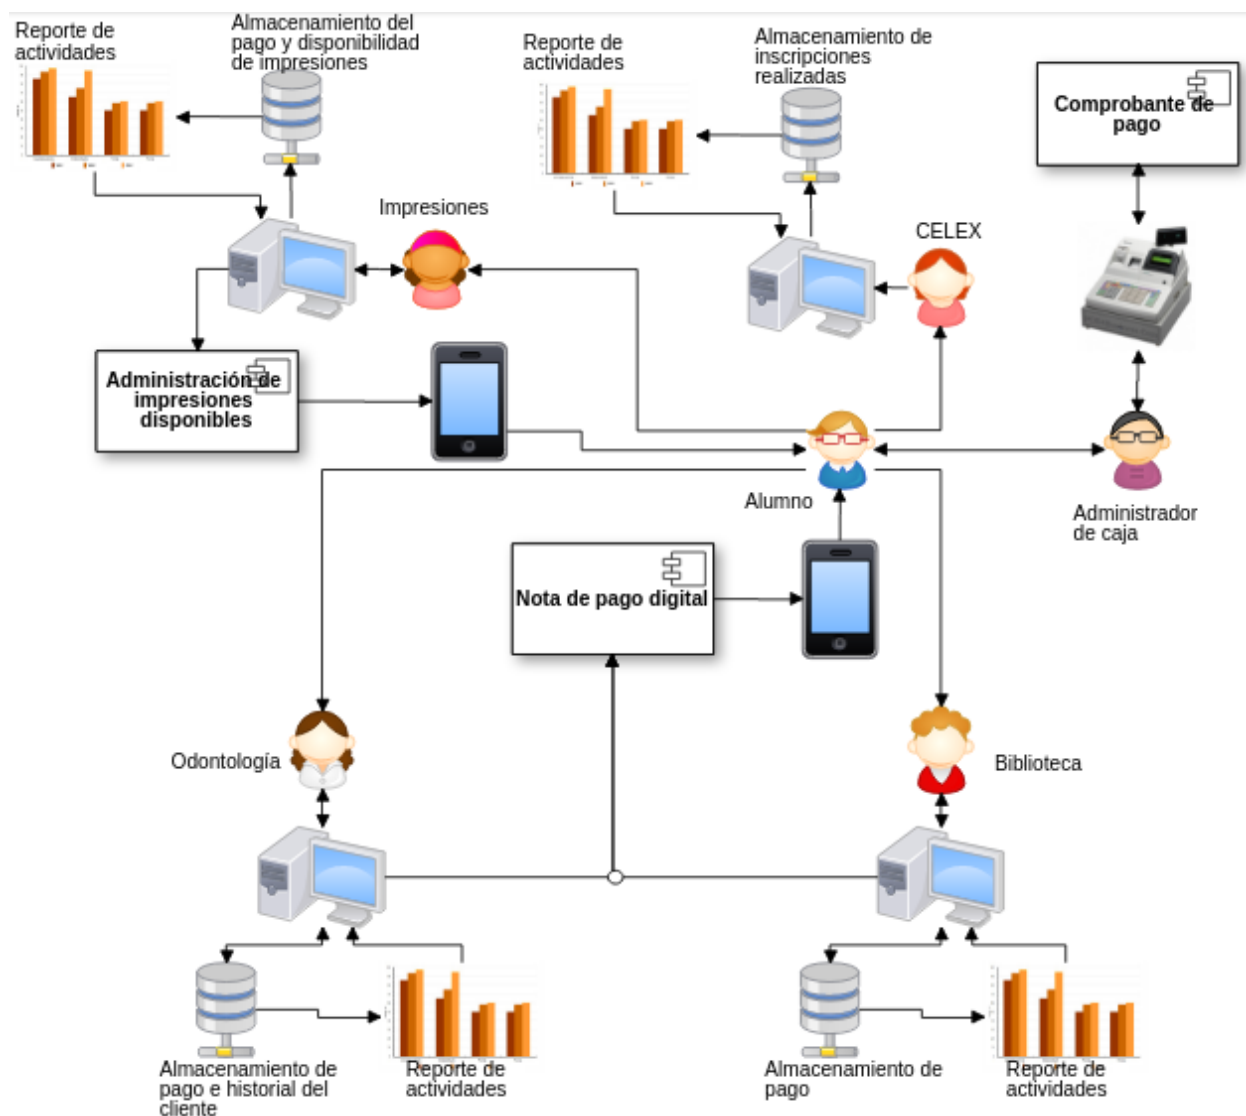 Reporte de
actividades
Almacenamiento del
pago y disponibilidad
de impresiones
Reporte de
actividades
Almacenamiento de
inscripciones
realizadas
Comprobante de
pago
Impresiones
CELEX
Administración de
impresiones
disponibles
Alumno
Administrador
de caja
Nota de pago digital
Odontología
Biblioteca
Almacenamiento de
pago e historial del
cliente
Reporte de
actividades
Almacenamiento de
pago
Reporte de
actividades